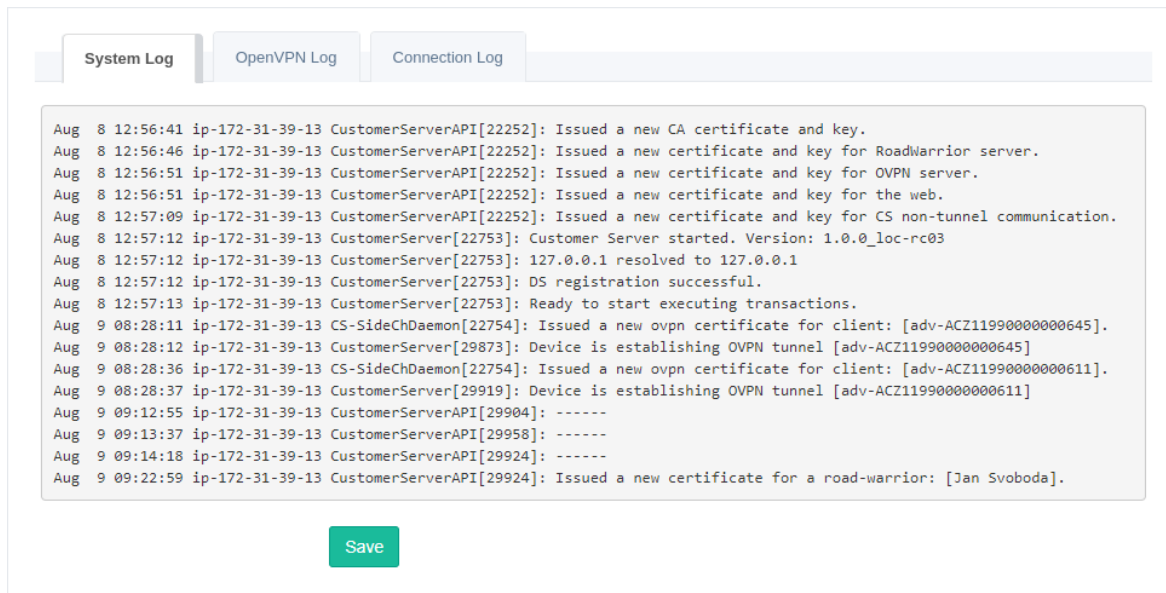 System Log OpenVPN Log Connection Log
Aug  8 12:56:41 ip-172-31-39-13 CustomerServerAPI[22252]: Issued a new CA certificate and key.
Aug  8 12:56:46 ip-172-31-39-13 CustomerServerAPI[22252]: Issued a new certificate and key for RoadWarrior server.
Aug  8 12:56:51 ip-172-31-39-13 CustomerServerAPI[22252]: Issued a new certificate and key for OVPN server.
Aug  8 12:56:51 ip-172-31-39-13 CustomerServerAPI[22252]: Issued a new certificate and key for the web.
Aug  8 12:57:09 ip-172-31-39-13 CustomerServerAPI[22252]: Issued a new certificate and key for CS non-tunnel communication.
Aug  8 12:57:12 ip-172-31-39-13 CustomerServer[22753]: Customer Server started. Version: 1.0.0_loc-rc03
Aug  8 12:57:12 ip-172-31-39-13 CustomerServer[22753]: 127.0.0.1 resolved to 127.0.0.1
Aug  8 12:57:12 ip-172-31-39-13 CustomerServer[22753]: DS registration successful.
Aug  8 12:57:13 ip-172-31-39-13 CustomerServer[22753]: Ready to start executing transactions.
Aug  9 08:28:11 ip-172-31-39-13 CS-SideChDaemon[22754]: Issued a new ovpn certificate for client: [adv-ACZ11990000000645].
Aug  9 08:28:12 ip-172-31-39-13 CustomerServer[29873]: Device is establishing OVPN tunnel [adv-ACZ11990000000645]
Aug  9 08:28:36 ip-172-31-39-13 CS-SideChDaemon[22754]: Issued a new ovpn certificate for client: [adv-ACZ11990000000611].
Aug  9 08:28:37 ip-172-31-39-13 CustomerServer[29919]: Device is establishing OVPN tunnel [adv-ACZ11990000000611]
Aug  9 09:12:55 ip-172-31-39-13 CustomerServerAPI[29904]: ------
Aug  9 09:13:37 ip-172-31-39-13 CustomerServerAPI[29958]: ------
Aug  9 09:14:18 ip-172-31-39-13 CustomerServerAPI[29924]: ------
Aug  9 09:22:59 ip-172-31-39-13 CustomerServerAPI[29924]: Issued a new certificate for a road-warrior: [Jan Svoboda].
Save